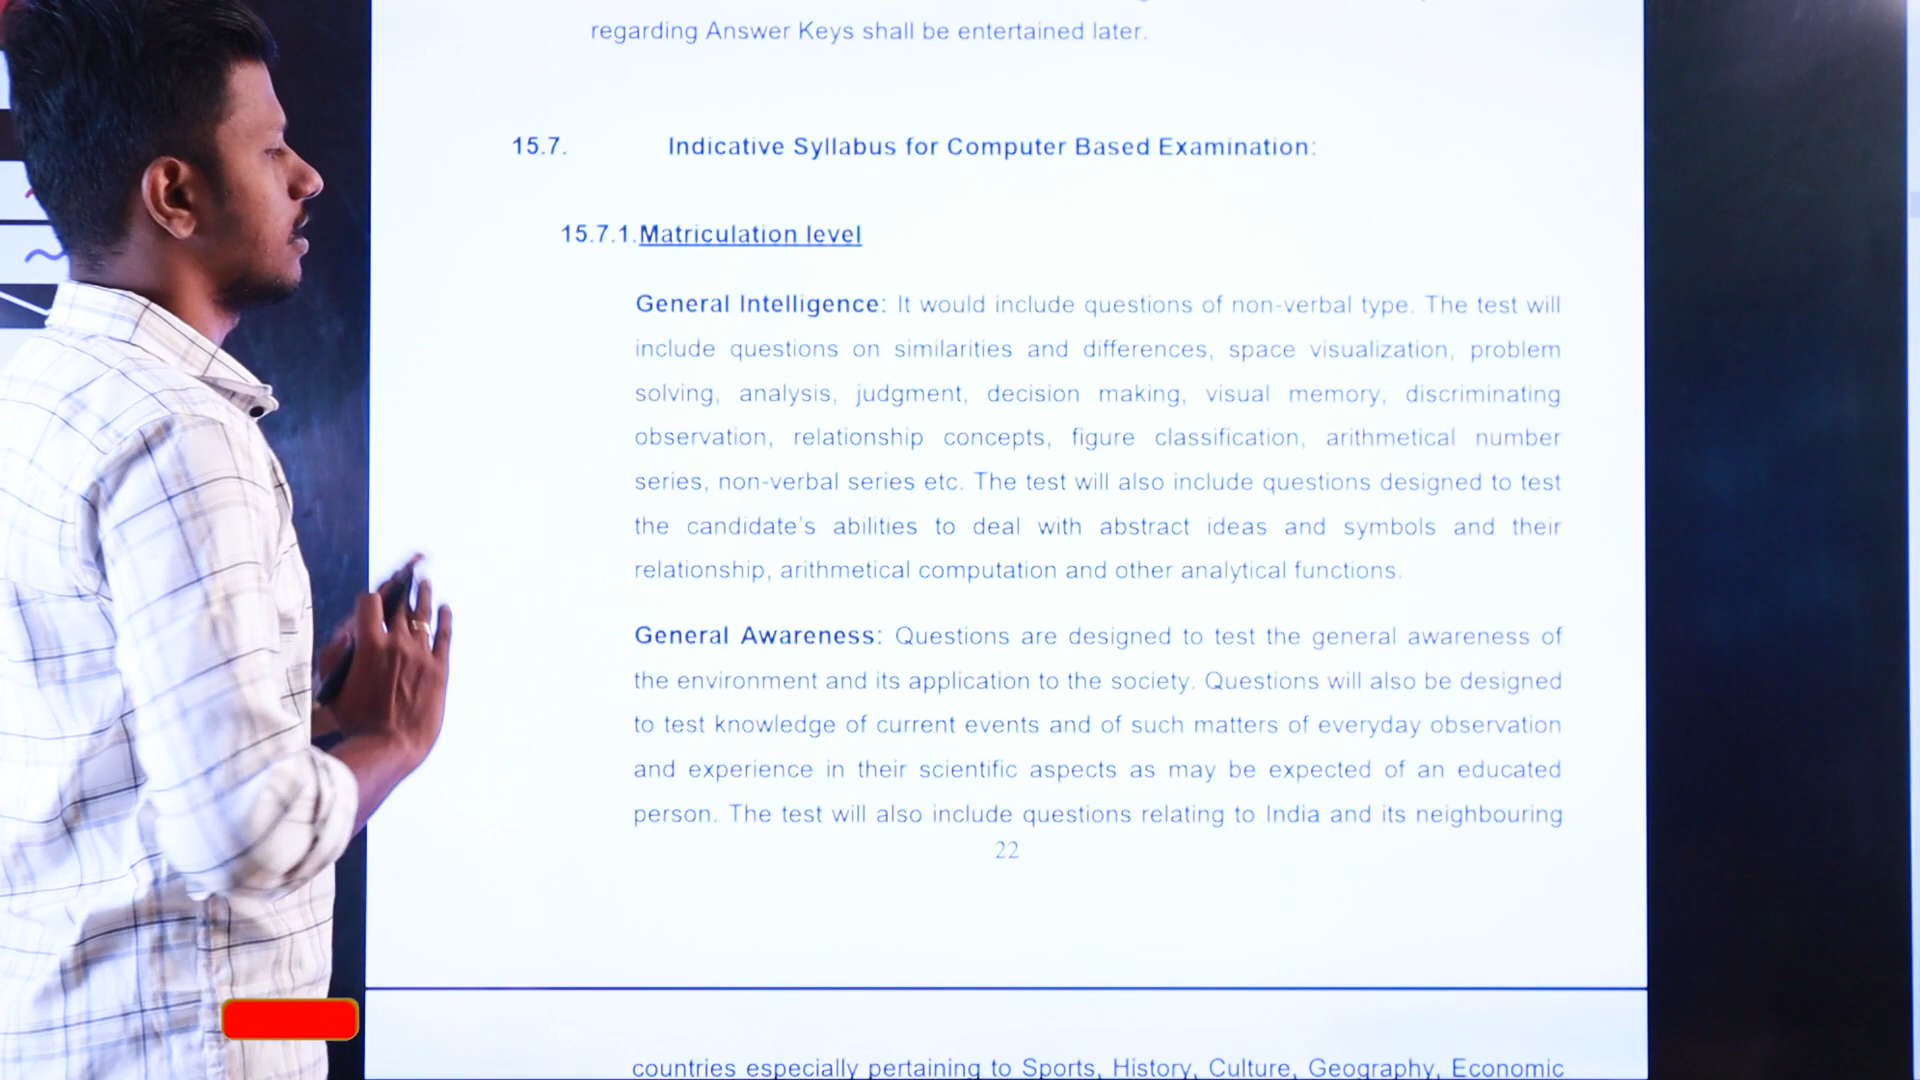 regarding Answer Keys shall be entertained later.
15.7. Indicative Syllabus for Computer Based Examination:
15.7.1. Matriculation level
General Intelligence: It would include questions of non-verbal type. The test will
include questions on similarities and differences, space visualization, problem
solving, analysis, judgment, decision making, visual memory, discriminating
observation, relationship concepts, figure classification, arithmetical number
series, non-verbal series etc. The test will also include questions designed to test
the candidate’s abilities to deal with abstract ideas and symbols and their
relationship, arithmetical computation and other analytical functions.
General Awareness: Questions are designed to test the general awareness of
the environment and its application to the society. Questions will also be designed
to test knowledge of current events and of such matters of everyday observation
and experience in their scientific aspects as may be expected of an educated
person. The test will also include questions relating to India and its neighbouring
22
countries especially pertaining to Sports, History, Culture, Geography, Economic